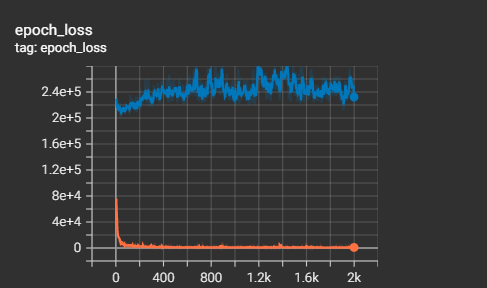 epoch_loss
tag: epoch_loss
2.4e+5
2e+5
1.6e+5
1.2e+5
8e+4
4e+4
0
0 400 800 1.2k 1.6k 2k